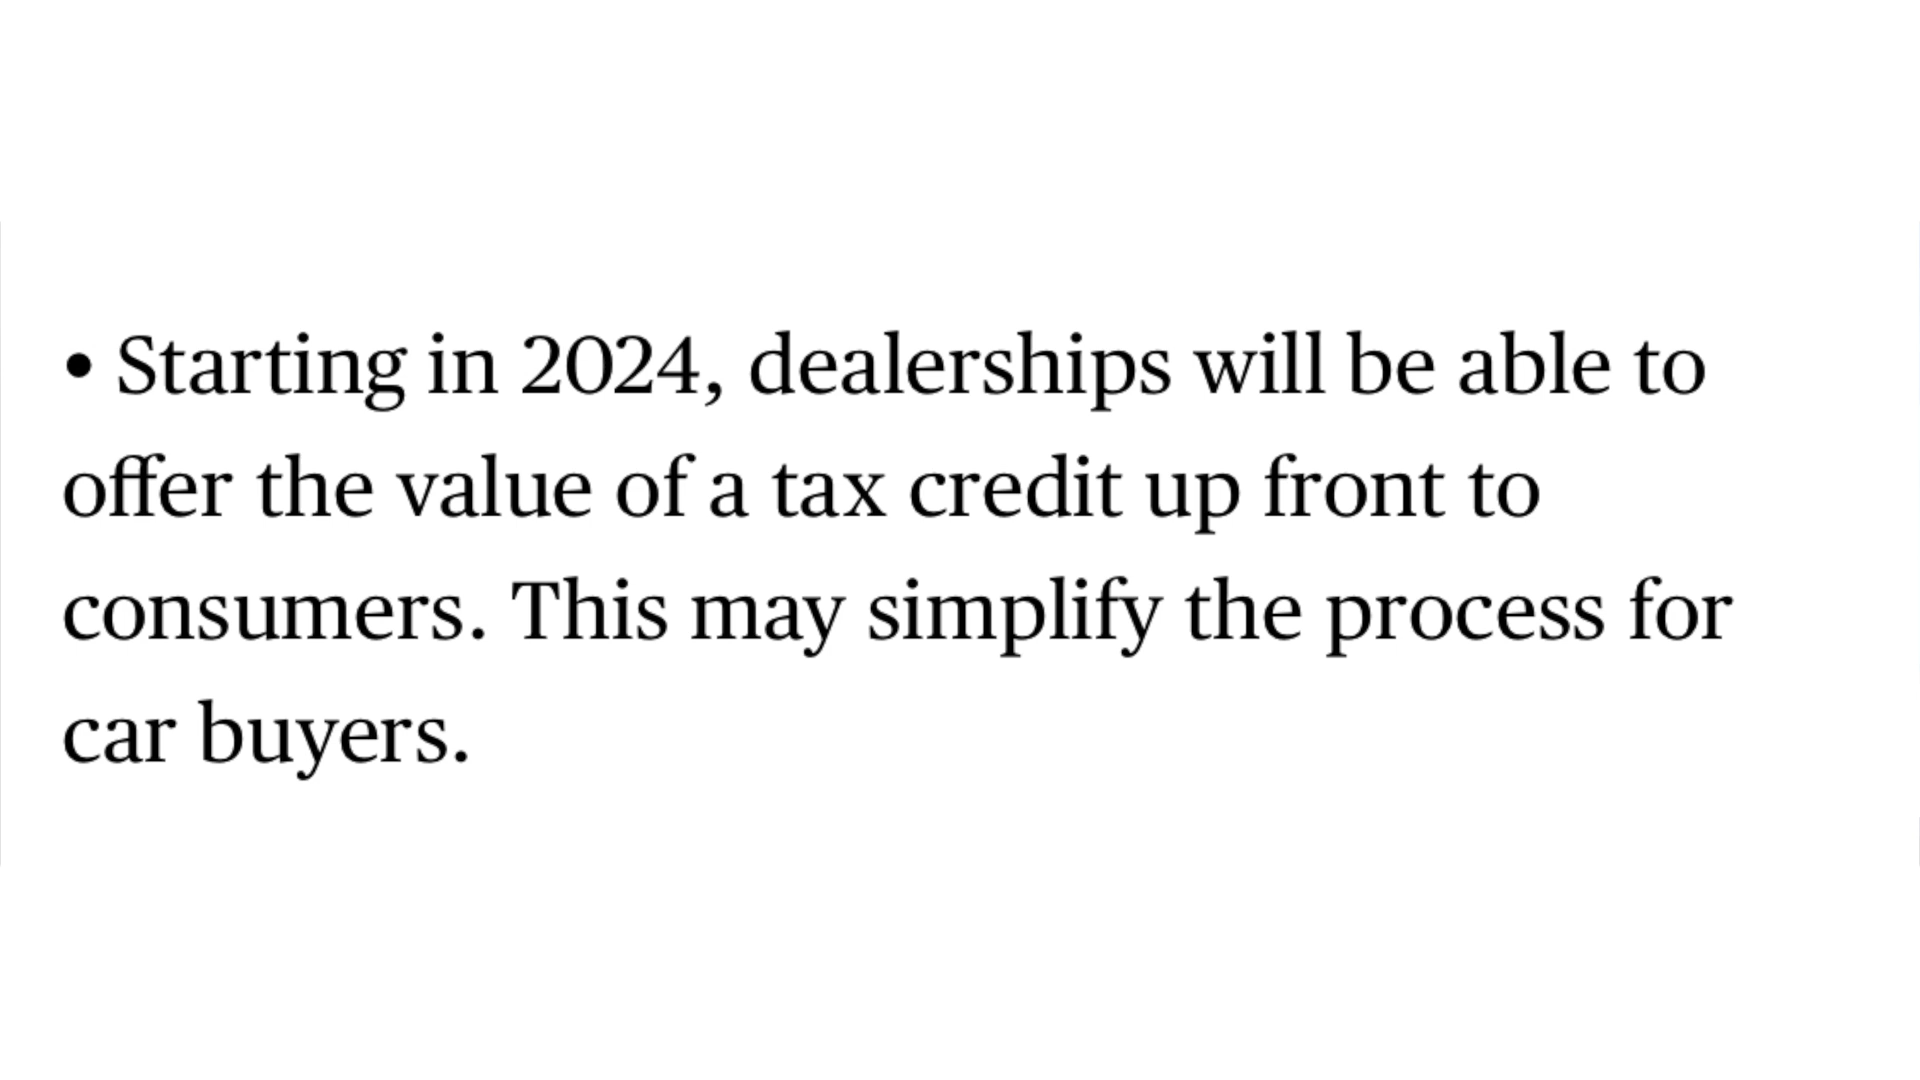 • Starting in 2024, dealerships will be able to
offer the value of a tax credit up front to
consumers. This may simplify the process for
car buyers.